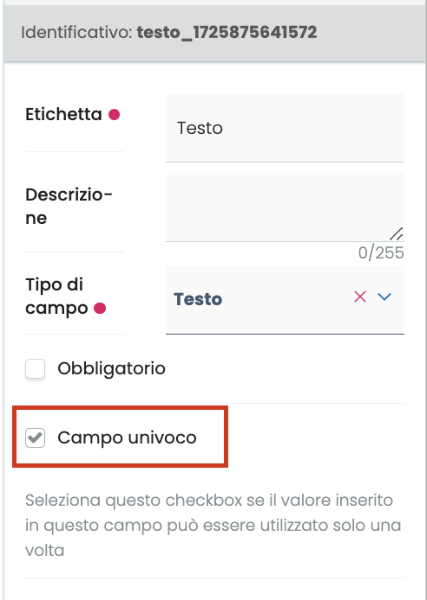 Identificativo: testo_1725875641572
Etichetta
Testo
Descrizio-
ne
0/255
Tipo di
campo
Testo
Obbligatorio
Campo univoco
Seleziona questo checkbox se il valore inserito
in questo campo può essere utilizzato solo una
volta